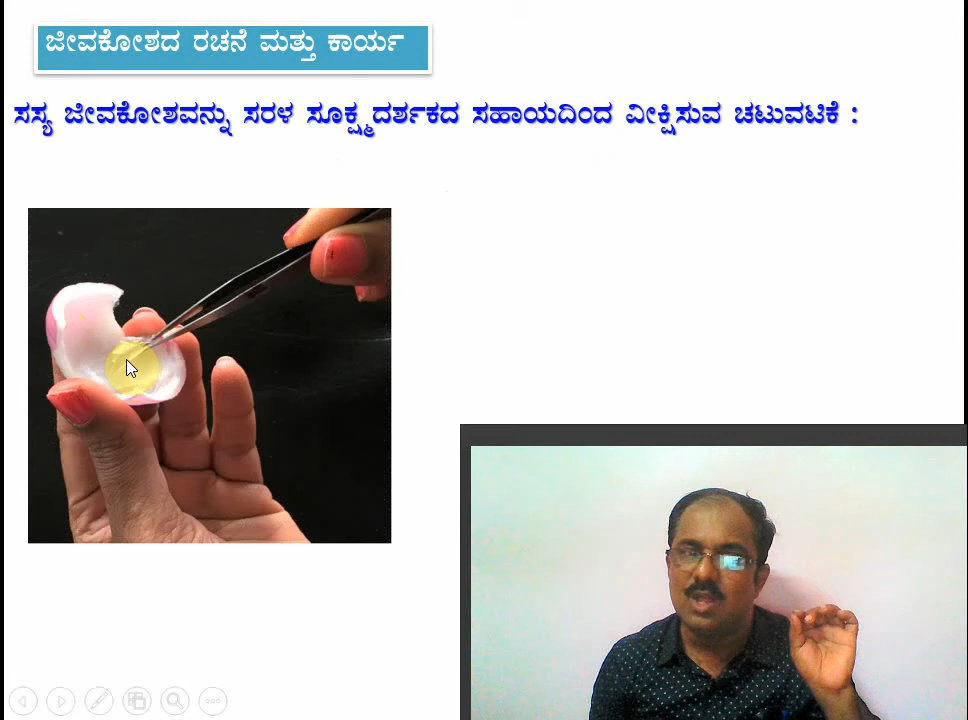 ಜೀವಕೋಶದ ರಚನೆ ಮತ್ತು ಕಾರ್ಯ
ಸಸ್ಯ ಜೀವಕೋಶವನ್ನು ಸರಳ ಸೂಕ್ಷ್ಮದರ್ಶಕದ ಸಹಾಯದಿಂದ ವೀಕ್ಷಿಸುವ ಚಟುವಟಿಕೆ :